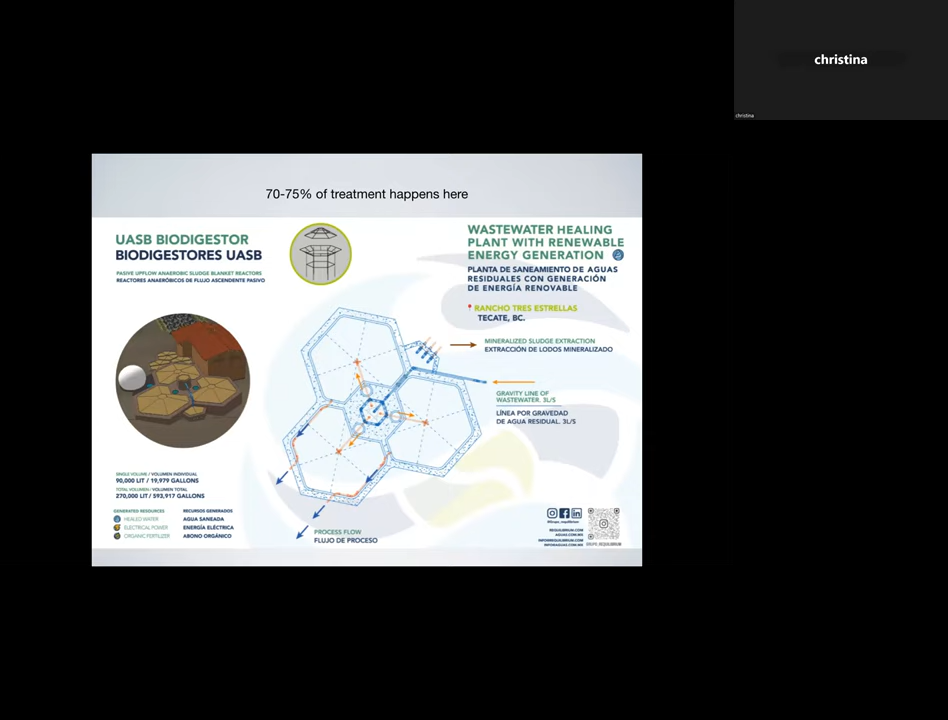 christina
christina
70-75% of treatment happens here
UASB BIODIGESTOR
BIODIGESTORES UASB
PASIVE UPFLOW ANAEROBIC SLUDGE BLANKET REACTORS
REACTORES ANAERÓBICOS DE FLUJO ASCENDENTE PASIVO
WASTEWATER HEALING
PLANT WITH RENEWABLE
ENERGY GENERATION
PLANTA DE SANEAMIENTO DE AGUAS
RESIDUALES CON GENERACIÓN
DE ENERGÍA RENOVABLE
RANCHO TRES ESTRELLAS
TECATE, BC.
MINERALIZED SLUDGE EXTRACTION
EXTRACCIÓN DE LODOS MINERALIZADO
GRAVITY LINE OF
WASTEWATER. 3L/S
LÍNEA POR GRAVEDAD
DE AGUA RESIDUAL. 3L/S
SINGLE VOLUME / VOLUMEN INDIVIDUAL
90,000 LIT / 19,979 GALLONS
TOTAL VOLUMEN / VOLUMEN TOTAL
270,000 LIT / 593,917 GALLONS
GENERATED RESOURCES
RECURSOS GENERADOS
HEALED WATER
AGUA SANEADA
ELECTRICAL POWER
ENERGÍA ELÉCTRICA
ORGANIC FERTILIZER
ABONO ORGÁNICO
PROCESS FLOW
FLUJO DE PROCESO